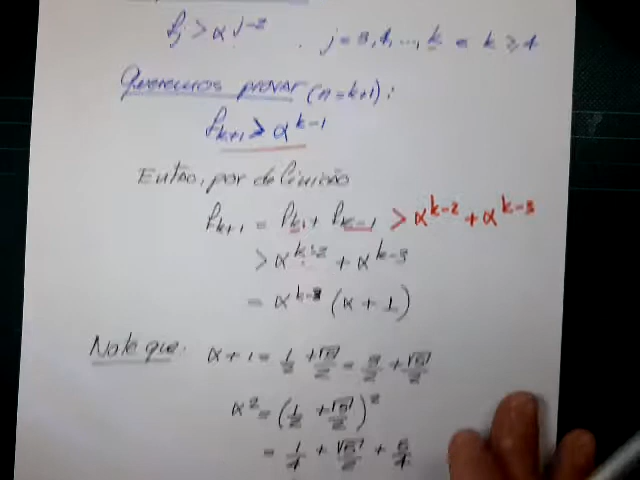 f_j > α^{j-2} . j = 3, 4, ..., k = k ≥ 4
Queremos provar (n = k+1):
f_{k+1} > α^{k-1}
Então, por definição
f_{k+1} = f_k + f_{k-1} > α^{k-2} + α^{k-3}
> α^{k-2} + α^{k-3}
= α^{k-3} (α + 1)
Note que: α + 1 = 1/2 + √5/2 = 3/2 + √5/2
α² = (1/2 + √5/2)²
= 1/4 + √5/2 + 5/4